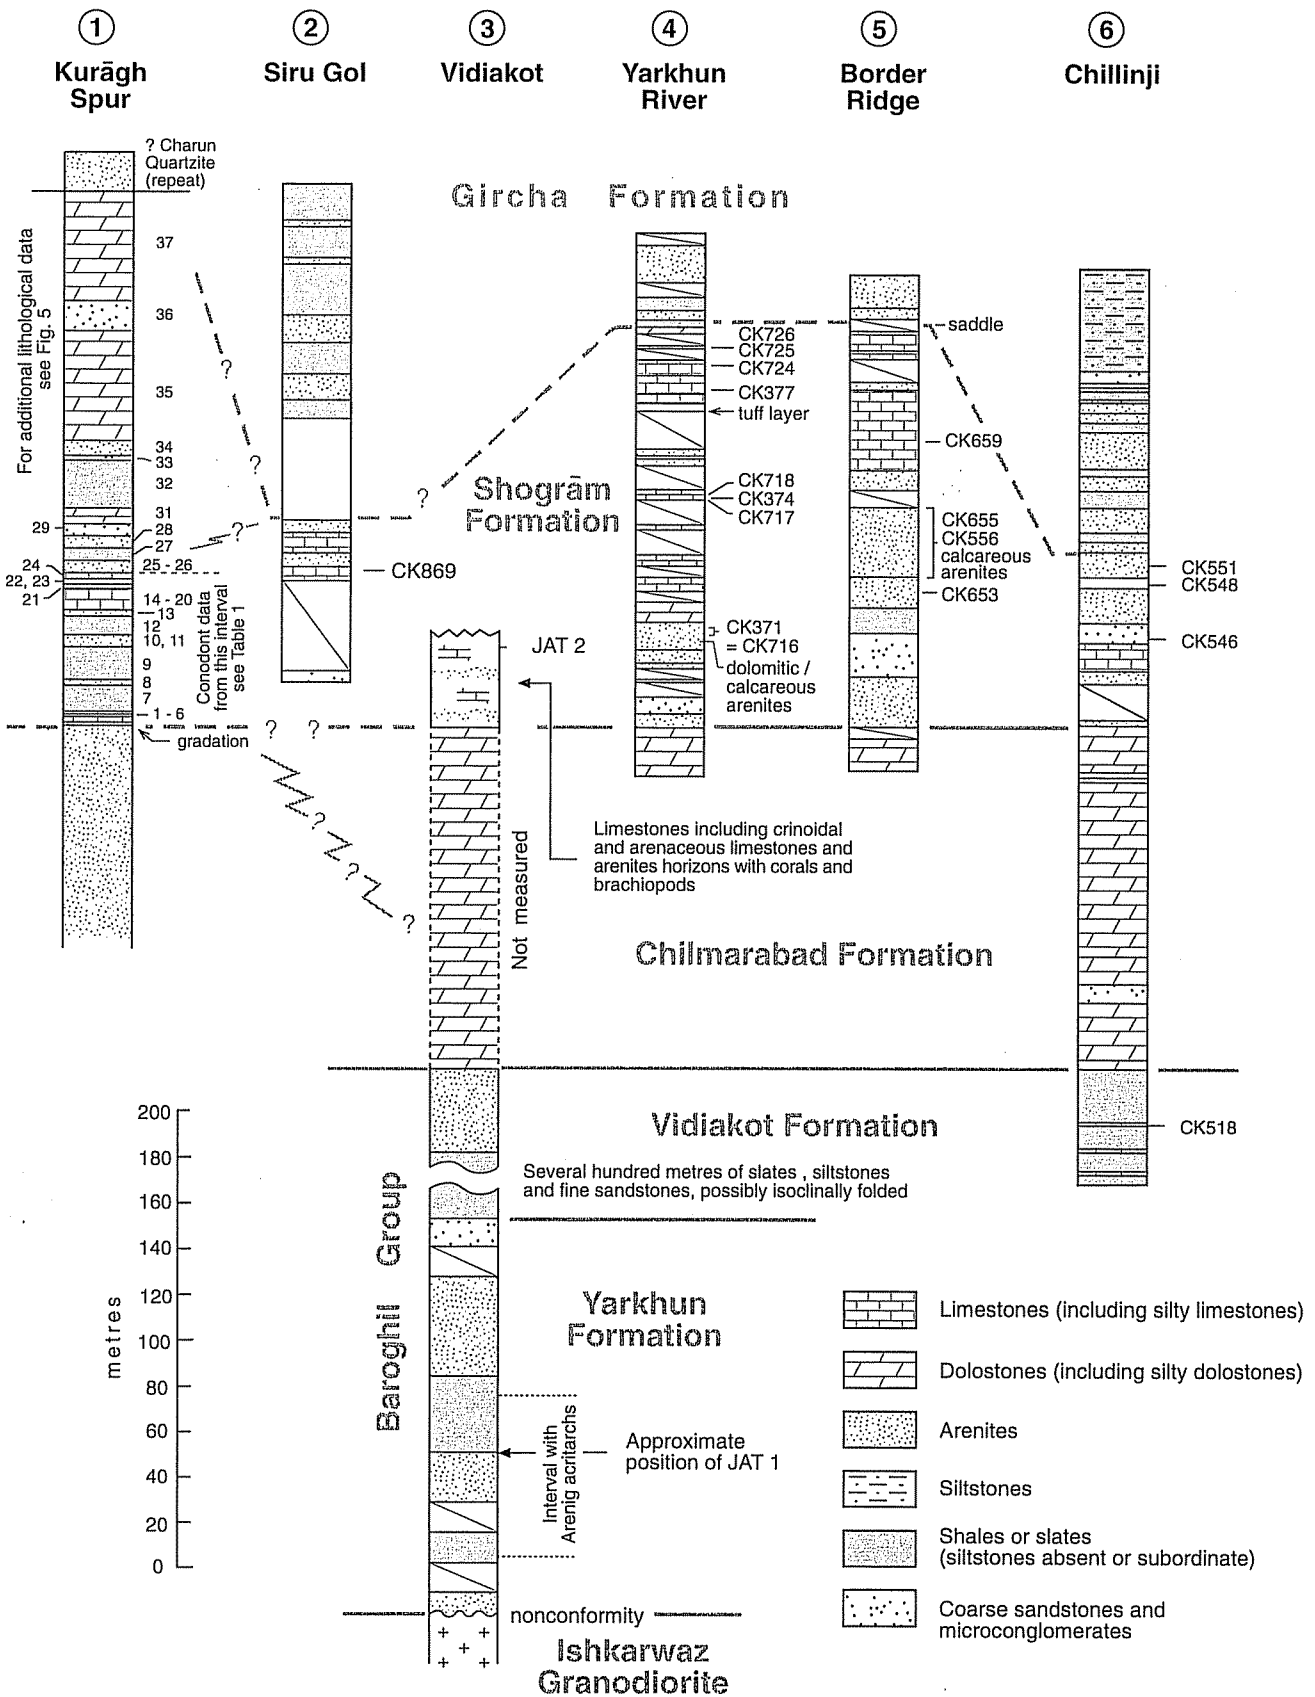 1
2
3
4
5
6
Kurāgh
Spur
Siru Gol
Vidiakot
Yarkhun
River
Border
Ridge
Chillinji
? Charun
Quartzite
(repeat)
Gircha Formation
For additional lithological data
see Fig. 5
37
36
35
34
33
32
31
29
28
27
25 - 26
24
22, 23
21
14 - 20
13
12
10, 11
9
8
7
1 - 6
gradation
Conodont data
from this interval
see Table 1
?
?
?
?
?
?
?
?
?
CK869
Shogrām
Formation
JAT 2
CK726
CK725
CK724
CK377
tuff layer
CK718
CK374
CK717
CK371
= CK716
dolomitic /
calcareous
arenites
saddle
CK659
CK655
CK556
calcareous
arenites
CK653
CK551
CK548
CK546
Limestones including crinoidal
and arenaceous limestones and
arenites horizons with corals and
brachiopods
Not measured
Chilmarabad Formation
Vidiakot Formation
CK518
Several hundred metres of slates , siltstones
and fine sandstones, possibly isoclinally folded
Baroghil Group
metres
200
180
160
140
120
100
80
60
40
20
0
Yarkhun
Formation
Interval with
Arenig acritarchs
Approximate
position of JAT 1
nonconformity
Ishkarwaz
Granodiorite
Limestones (including silty limestones)
Dolostones (including silty dolostones)
Arenites
Siltstones
Shales or slates
(siltstones absent or subordinate)
Coarse sandstones and
microconglomerates